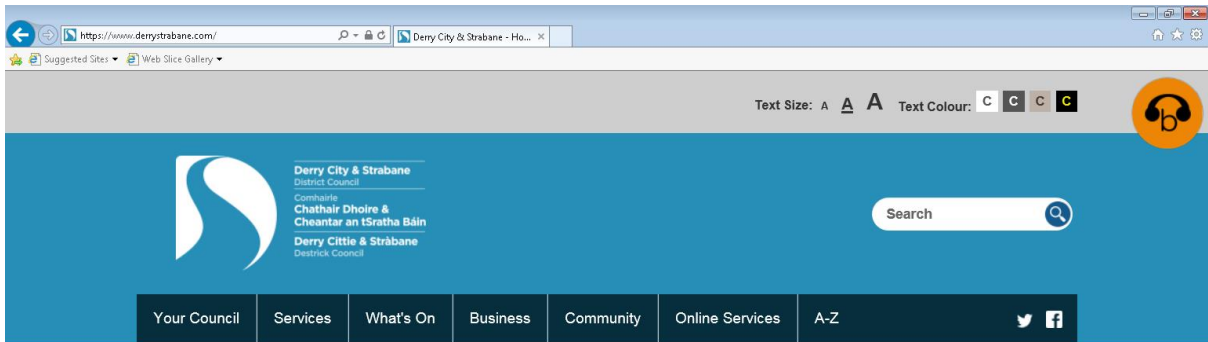 https://www.derrystrabane.com/
Derry City & Strabane - Ho...
Suggested Sites
Web Slice Gallery
Text Size: A A A Text Colour: C C C C
b
Derry City & Strabane
District Council
Comhairle
Chathair Dhoire &
Cheantar an tSratha Báin
Derry Cittie & Stràbane
Destrick Cooncil
Search
Your Council Services What's On Business Community Online Services A-Z